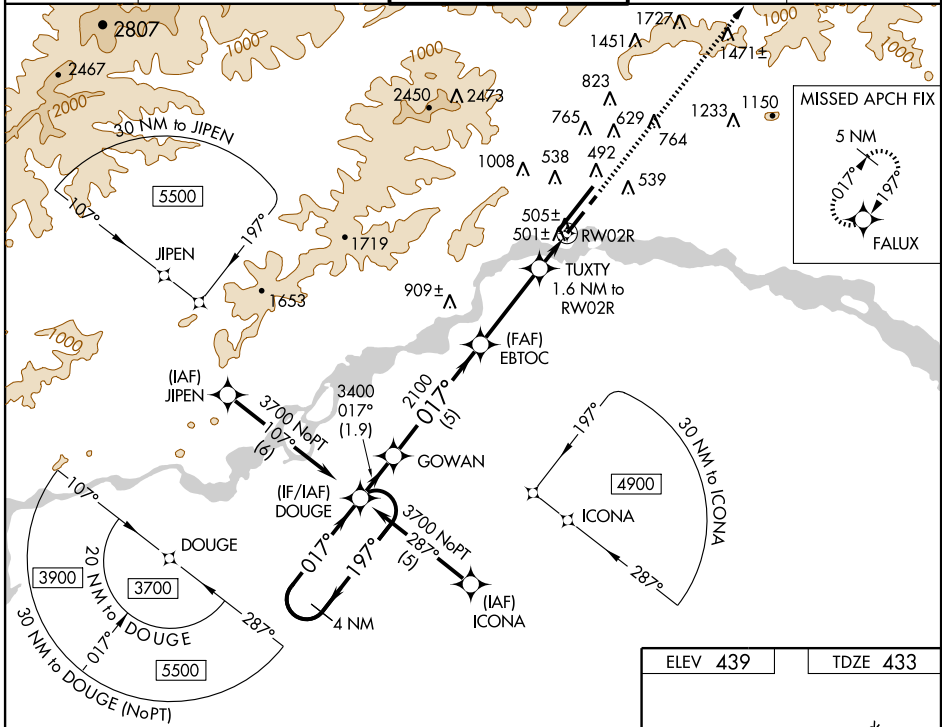 2807
1000
2467
2000
1000
2450
2473
1727
1451
1471±
1000
1000
823
765
629
764
1233
1150
1008
538
492
539
505±
501±
RW02R
MISSED APCH FIX
5 NM
017°
197°
FALUX
30 NM to JIPEN
5500
107°
197°
JIPEN
1719
1653
909±
1000
TUXTY
1.6 NM to
RW02R
(FAF)
EBTOC
(IAF)
JIPEN
3700 NoPT
107°
(6)
3400
017°
(1.9)
2100
017°
(5)
GOWAN
(IF/IAF)
DOUGE
3700 NoPT
287°
(5)
017°
197°
4 NM
(IAF)
ICONA
197°
30 NM to ICONA
4900
ICONA
287°
107°
DOUGE
3900
3700
20 NM to DOUGE
287°
017°
5500
30 NM to DOUGE (NoPT)
ELEV 439
TDZE 433